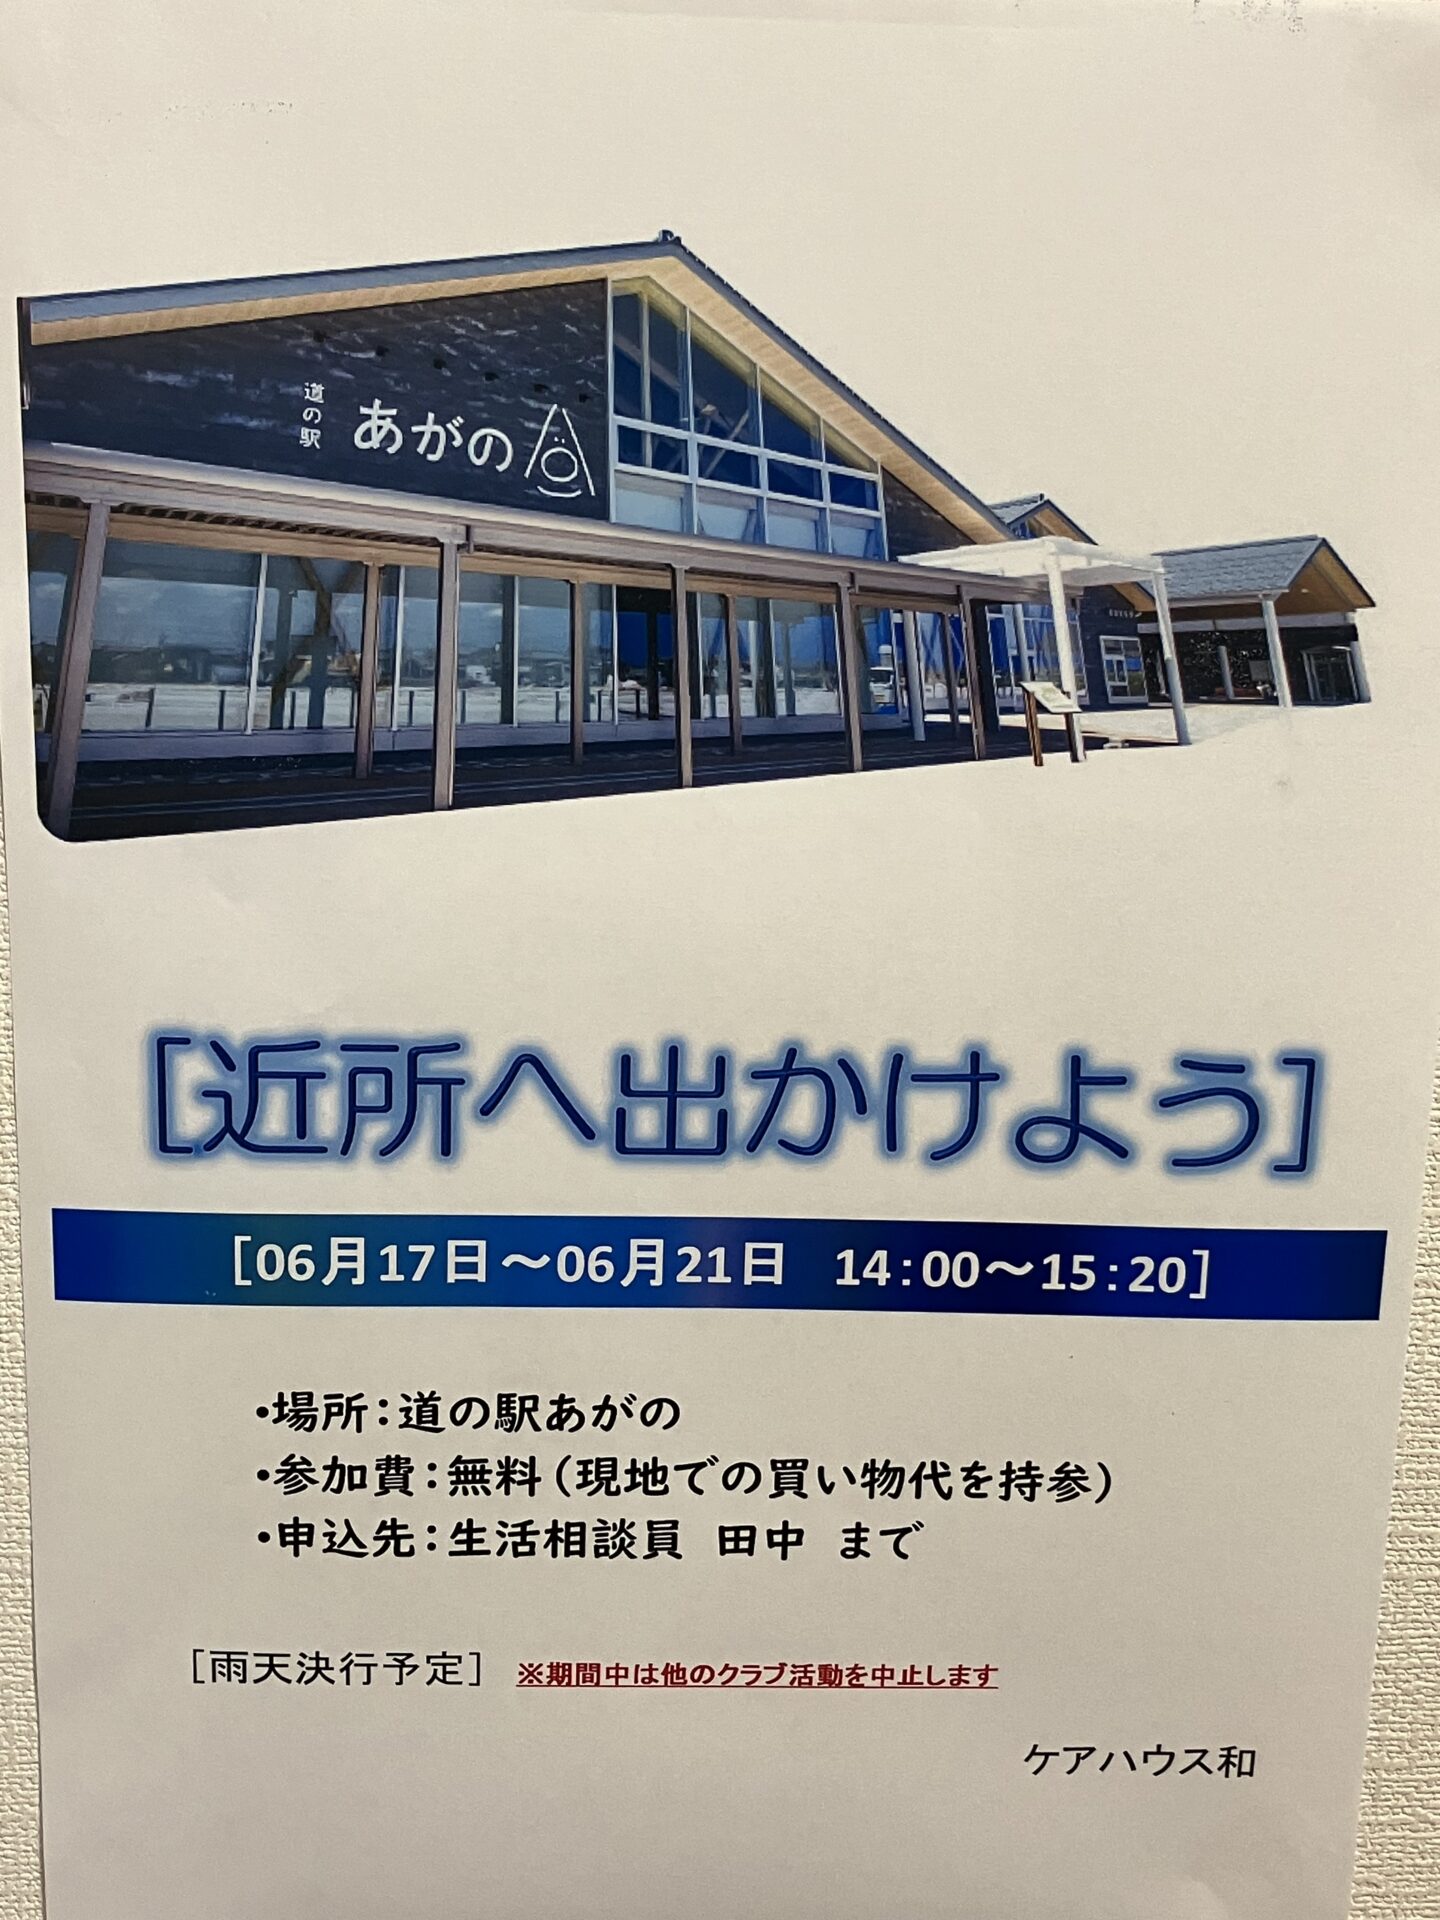 道の駅
あがの
[近所へ出かけよう]
[06月17日～06月21日 14:00～15:20]
・場所：道の駅あがの
・参加費：無料（現地での買い物代を持参）
・申込先：生活相談員 田中 まで
[雨天決行予定] ※期間中は他のクラブ活動を中止します
ケアハウス和